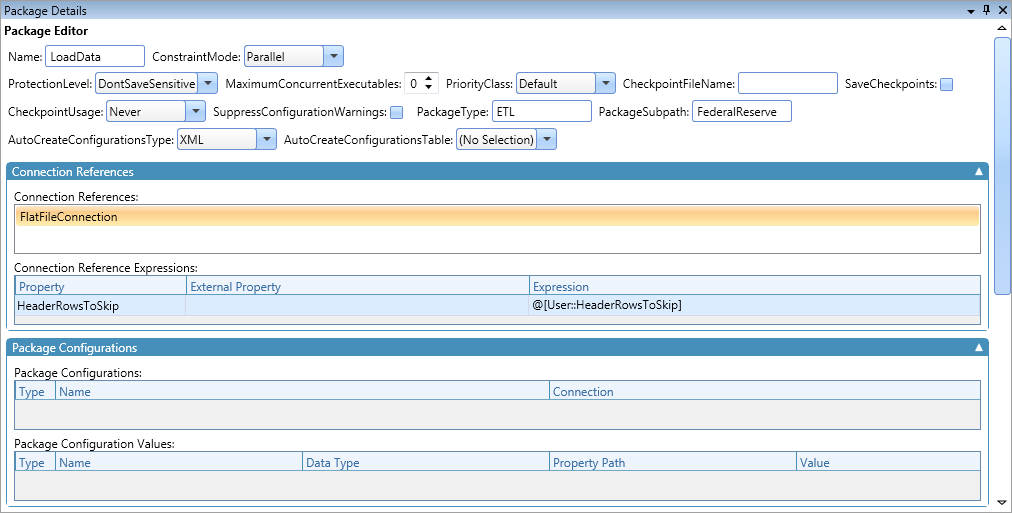 Package Details
Package Editor
Name: LoadData ConstraintMode: Parallel
ProtectionLevel: DontSaveSensitive MaximumConcurrentExecutables: 0 PriorityClass: Default CheckpointFileName: SaveCheckpoints:
CheckpointUsage: Never SuppressConfigurationWarnings: PackageType: ETL PackageSubpath: FederalReserve
AutoCreateConfigurationsType: XML AutoCreateConfigurationsTable: (No Selection)
Connection References
Connection References:
FlatFileConnection
Connection Reference Expressions:
Property External Property Expression
HeaderRowsToSkip @[User::HeaderRowsToSkip]
Package Configurations
Package Configurations:
Type Name Connection
Package Configuration Values:
Type Name Data Type Property Path Value